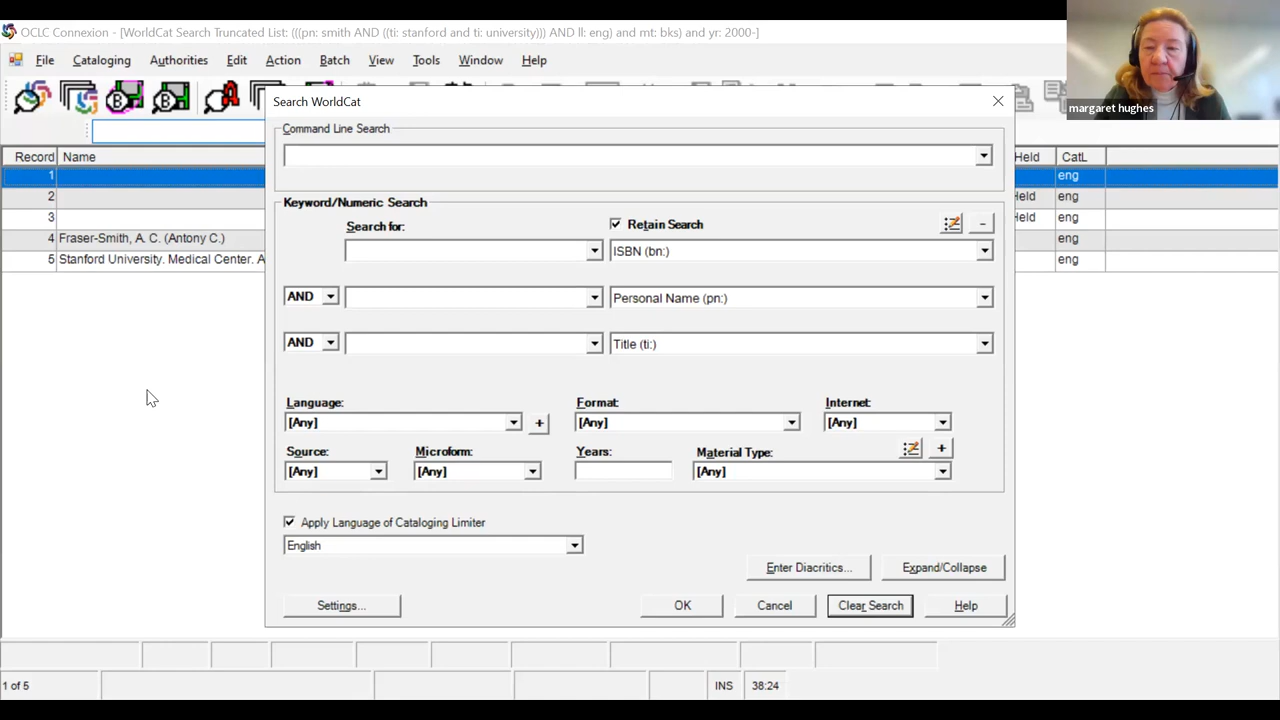 OCLC Connexion - [WorldCat Search Truncated List: (((pn: smith AND ((ti: stanford and ti: university))) AND ll: eng) and mt: bks) and yr: 2000-]
File Cataloging Authorities Edit Action Batch View Tools Window Help
margaret hughes
Search WorldCat
Command Line Search
Record Name Held CatL
1 eng
2 Held eng
3 Held eng
4 Fraser-Smith, A. C. (Antony C.) eng
5 Stanford University. Medical Center. A eng
Keyword/Numeric Search
Search for: Retain Search
ISBN (bn:)
AND Personal Name (pn:)
AND Title (ti:)
Language: Format: Internet:
[Any] + [Any] [Any]
Source: Microform: Years: Material Type: +
[Any] [Any] [Any]
Apply Language of Cataloging Limiter
English
Enter Diacritics... Expand/Collapse
Settings... OK Cancel Clear Search Help
1 of 5 INS 38:24